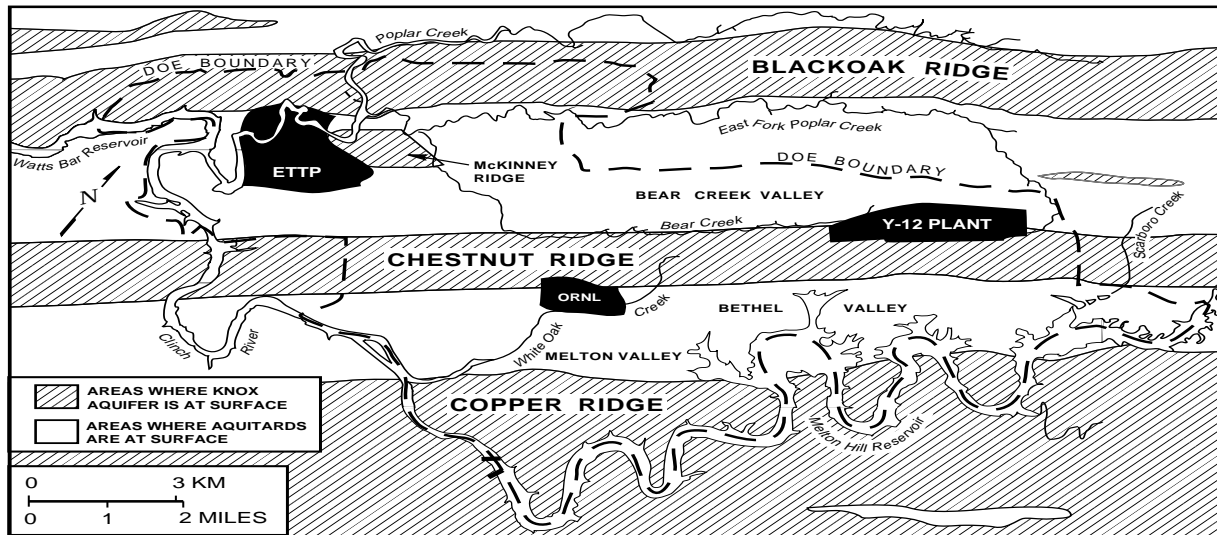 Poplar Creek
DOE BOUNDARY
BLACKOAK RIDGE
Watts Bar Reservoir
East Fork Poplar Creek
ETTP
McKINNEY
RIDGE
DOE BOUNDARY
N
BEAR CREEK VALLEY
Bear Creek
Y-12 PLANT
Scarboro Creek
CHESTNUT RIDGE
ORNL
White Oak Creek
BETHEL VALLEY
Clinch River
MELTON VALLEY
COPPER RIDGE
Melton Hill Reservoir
AREAS WHERE KNOX
AQUIFER IS AT SURFACE
AREAS WHERE AQUITARDS
ARE AT SURFACE
0 3 KM
0 1 2 MILES